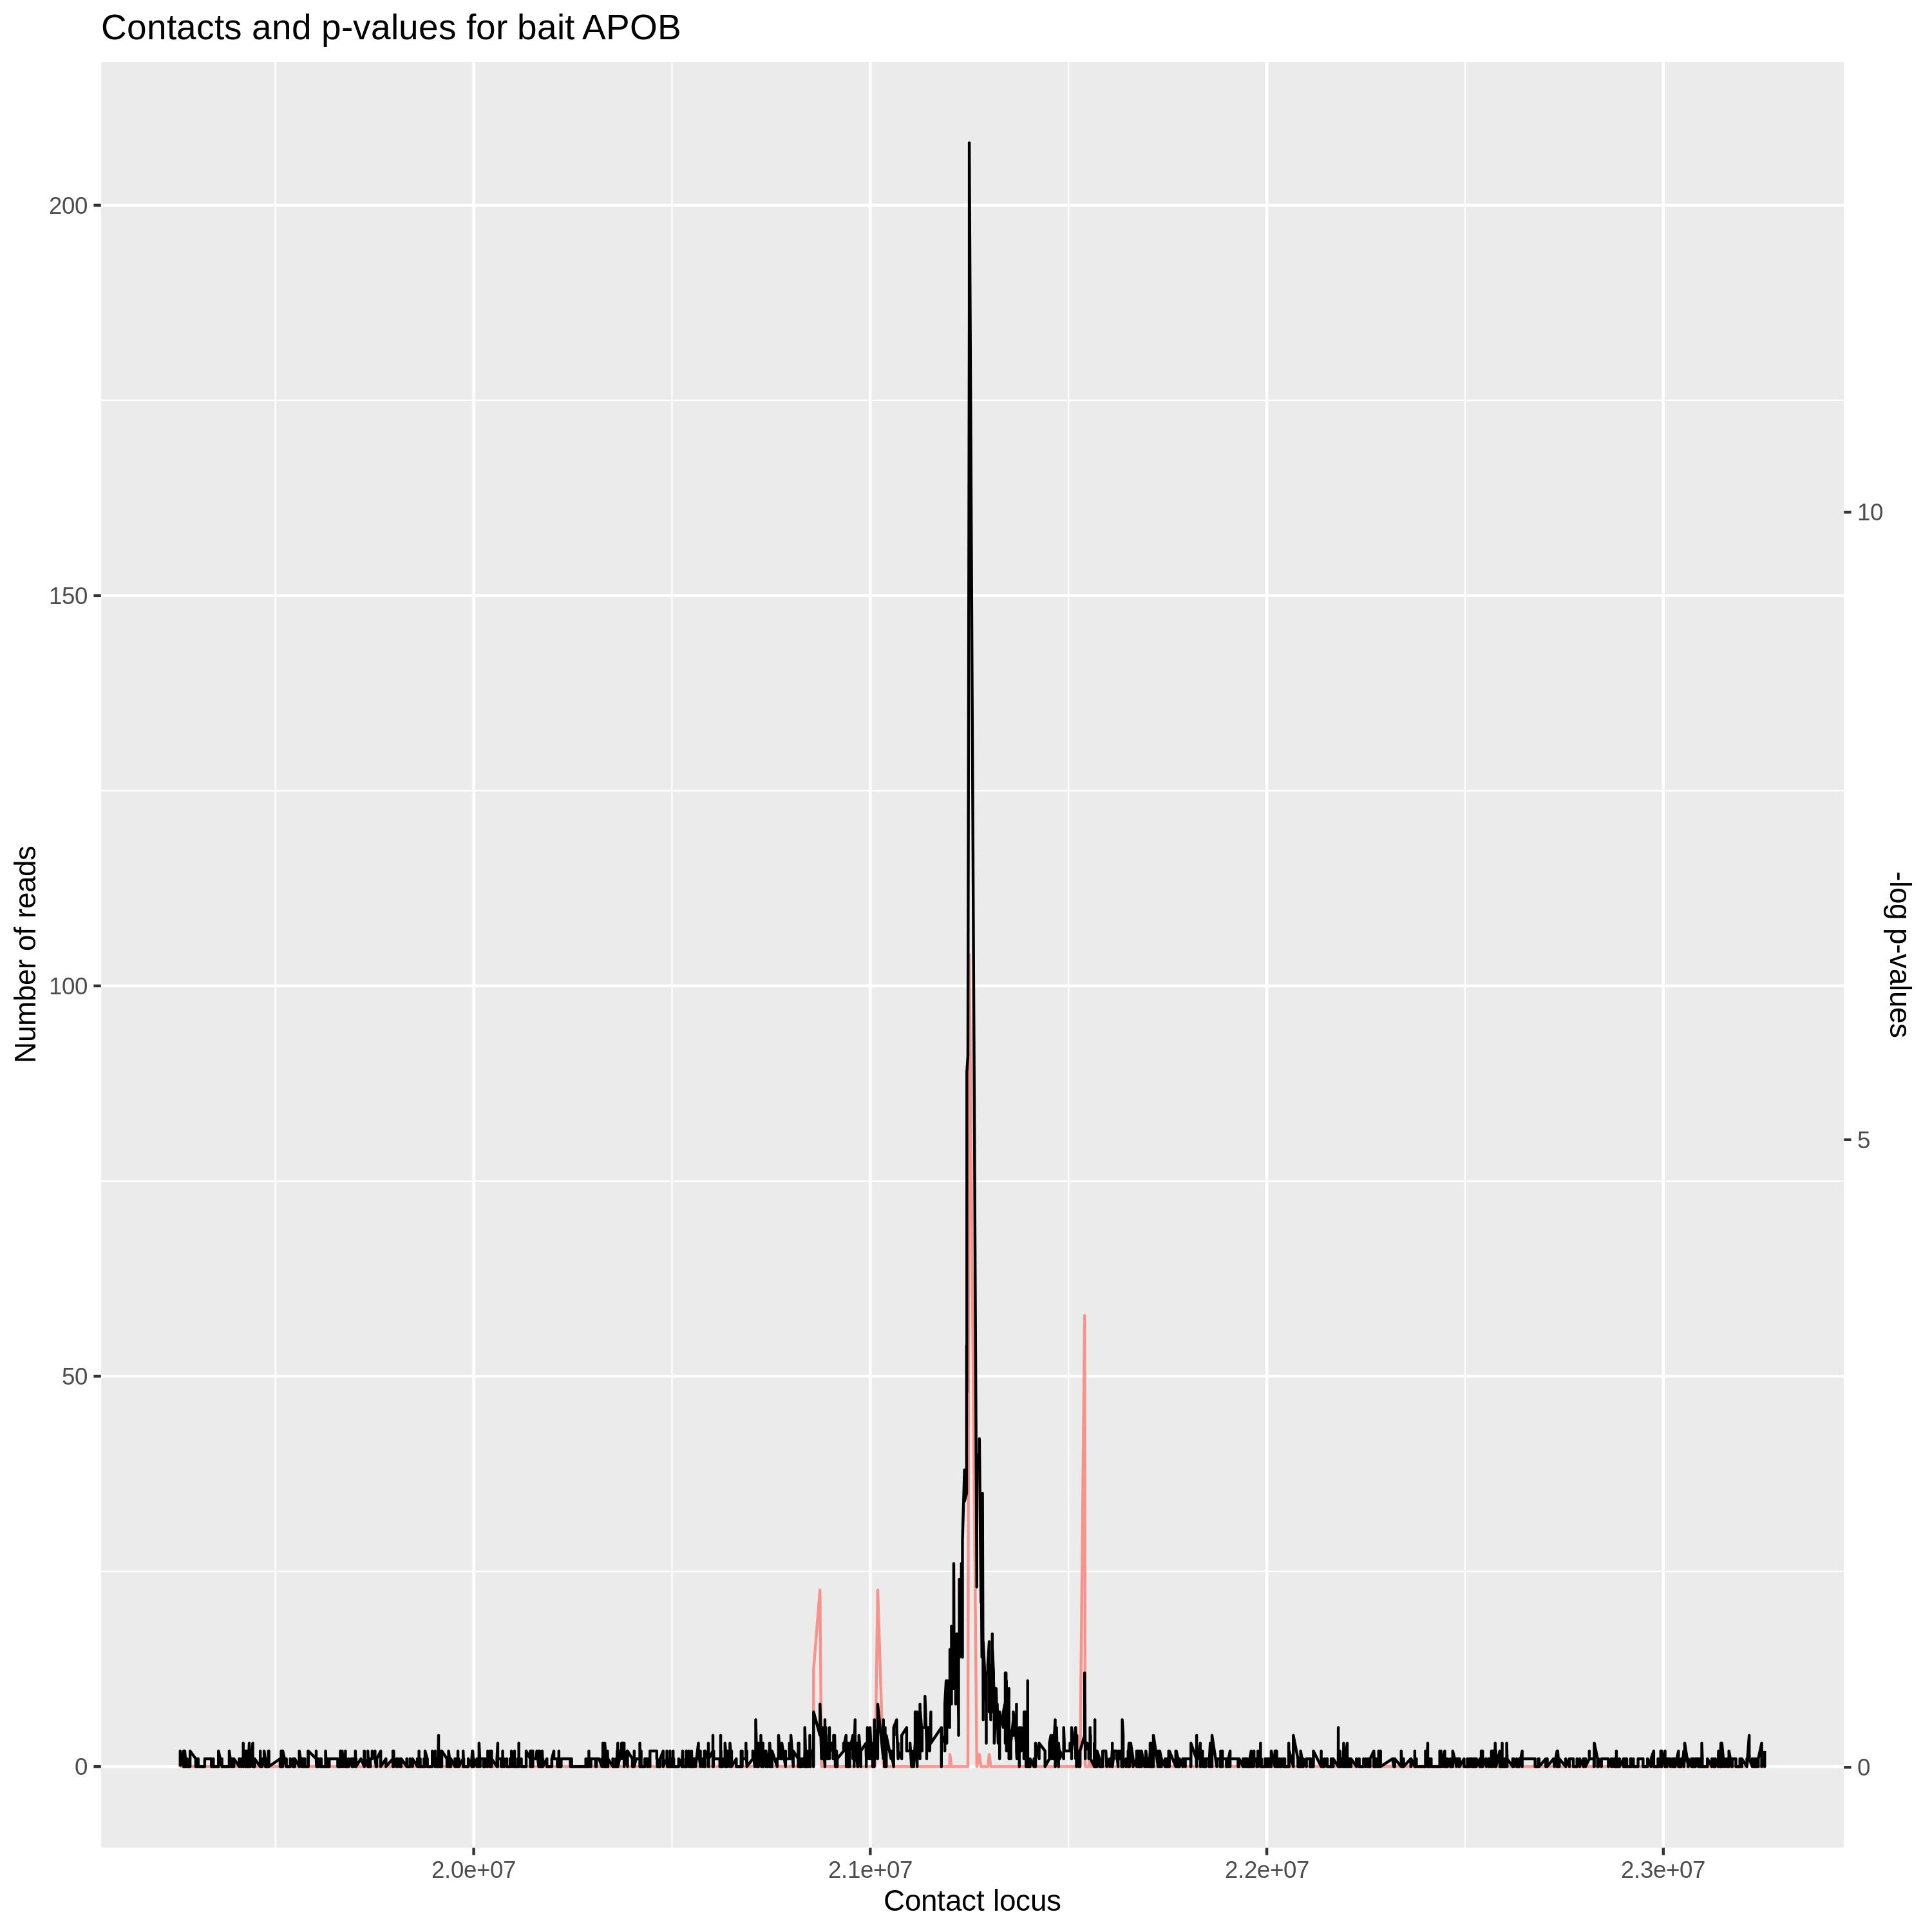 Contacts and p-values for bait APOB
200
150
100
50
0
Number of reads
10
5
0
-log p-values
2.0e+07
2.1e+07
2.2e+07
2.3e+07
Contact locus